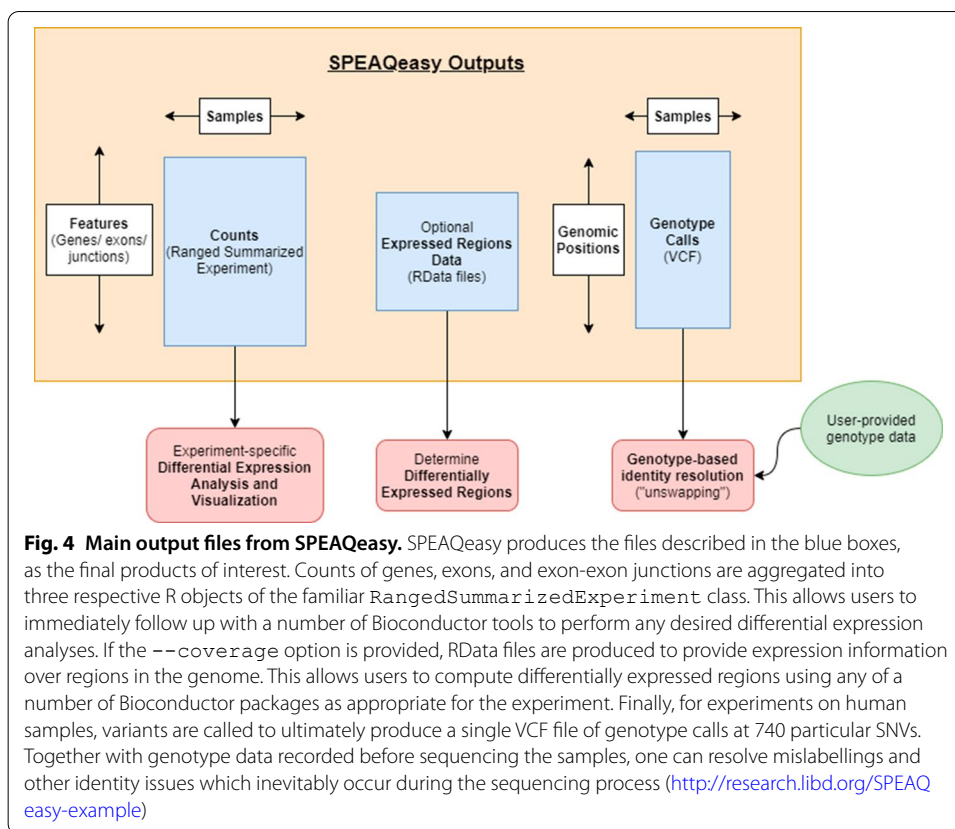 SPEAQeasy Outputs
Samples
Samples
Features
(Genes/ exons/
junctions)
Counts
(Ranged Summarized
Experiment)
Optional
Expressed Regions
Data
(RData files)
Genomic
Positions
Genotype
Calls
(VCF)
User-provided
genotype data
Experiment-specific
Differential Expression
Analysis and
Visualization
Determine
Differentially
Expressed Regions
Genotype-based
identity resolution
("unswapping")
Fig. 4 Main output files from SPEAQeasy. SPEAQeasy produces the files described in the blue boxes,
as the final products of interest. Counts of genes, exons, and exon-exon junctions are aggregated into
three respective R objects of the familiar RangedSummarizedExperiment class. This allows users to
immediately follow up with a number of Bioconductor tools to perform any desired differential expression
analyses. If the --coverage option is provided, RData files are produced to provide expression information
over regions in the genome. This allows users to compute differentially expressed regions using any of a
number of Bioconductor packages as appropriate for the experiment. Finally, for experiments on human
samples, variants are called to ultimately produce a single VCF file of genotype calls at 740 particular SNVs.
Together with genotype data recorded before sequencing the samples, one can resolve mislabellings and
other identity issues which inevitably occur during the sequencing process (http://research.libd.org/SPEAQ
easy-example)